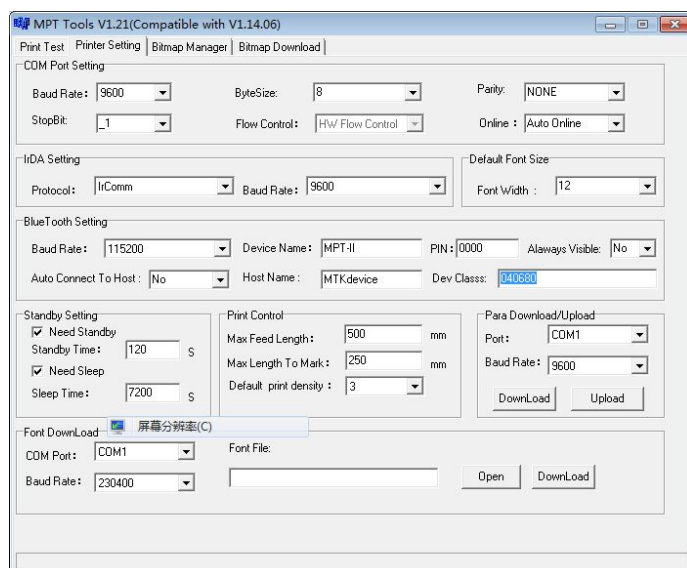 MPT Tools V1.21(Compatible with V1.14.06)
Print Test Printer Setting Bitmap Manager Bitmap Download
COM Port Setting
Baud Rate: 9600 ByteSize: 8 Parity: NONE
StopBit: _1 Flow Control: HW Flow Control Online : Auto Online
IrDA Setting Default Font Size
Protocol: IrComm Baud Rate: 9600 Font Width : 12
BlueTooth Setting
Baud Rate: 115200 Device Name: MPT-II PIN: 0000 Alaways Visible: No
Auto Connect To Host: No Host Name : MTKdevice Dev Classs: 040680
Standby Setting Print Control Para Download/Upload
Need Standby Max Feed Length: 500 mm Port: COM1
Standby Time: 120 S Max Length To Mark: 250 mm Baud Rate: 9600
Need Sleep Default print density : 3
Sleep Time: 7200 S DownLoad Upload
屏幕分辨率(C)
Font DownLoad
COM Port: COM1 Font File:
Baud Rate: 230400 Open DownLoad